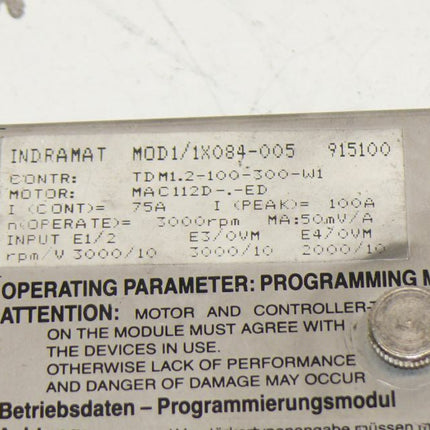 INDRAMAT MOD1/1X084-005 915100
CONTR: TDM1.2-100-300-W1
MOTOR: MAC112D-.-ED
I (CONT)= 75A I (PEAK)= 100A
n(OPERATE)= 3000rpm MA:50mV/A
INPUT E1/2 E3/0VM E4/0VM
rpm/V 3000/10 3000/10 2000/10
OPERATING PARAMETER: PROGRAMMING M
ATTENTION: MOTOR AND CONTROLLER-T
ON THE MODULE MUST AGREE WITH
THE DEVICES IN USE.
OTHERWISE LACK OF PERFORMANCE
AND DANGER OF DAMAGE MAY OCCUR
Betriebsdaten – Programmierungsmodul